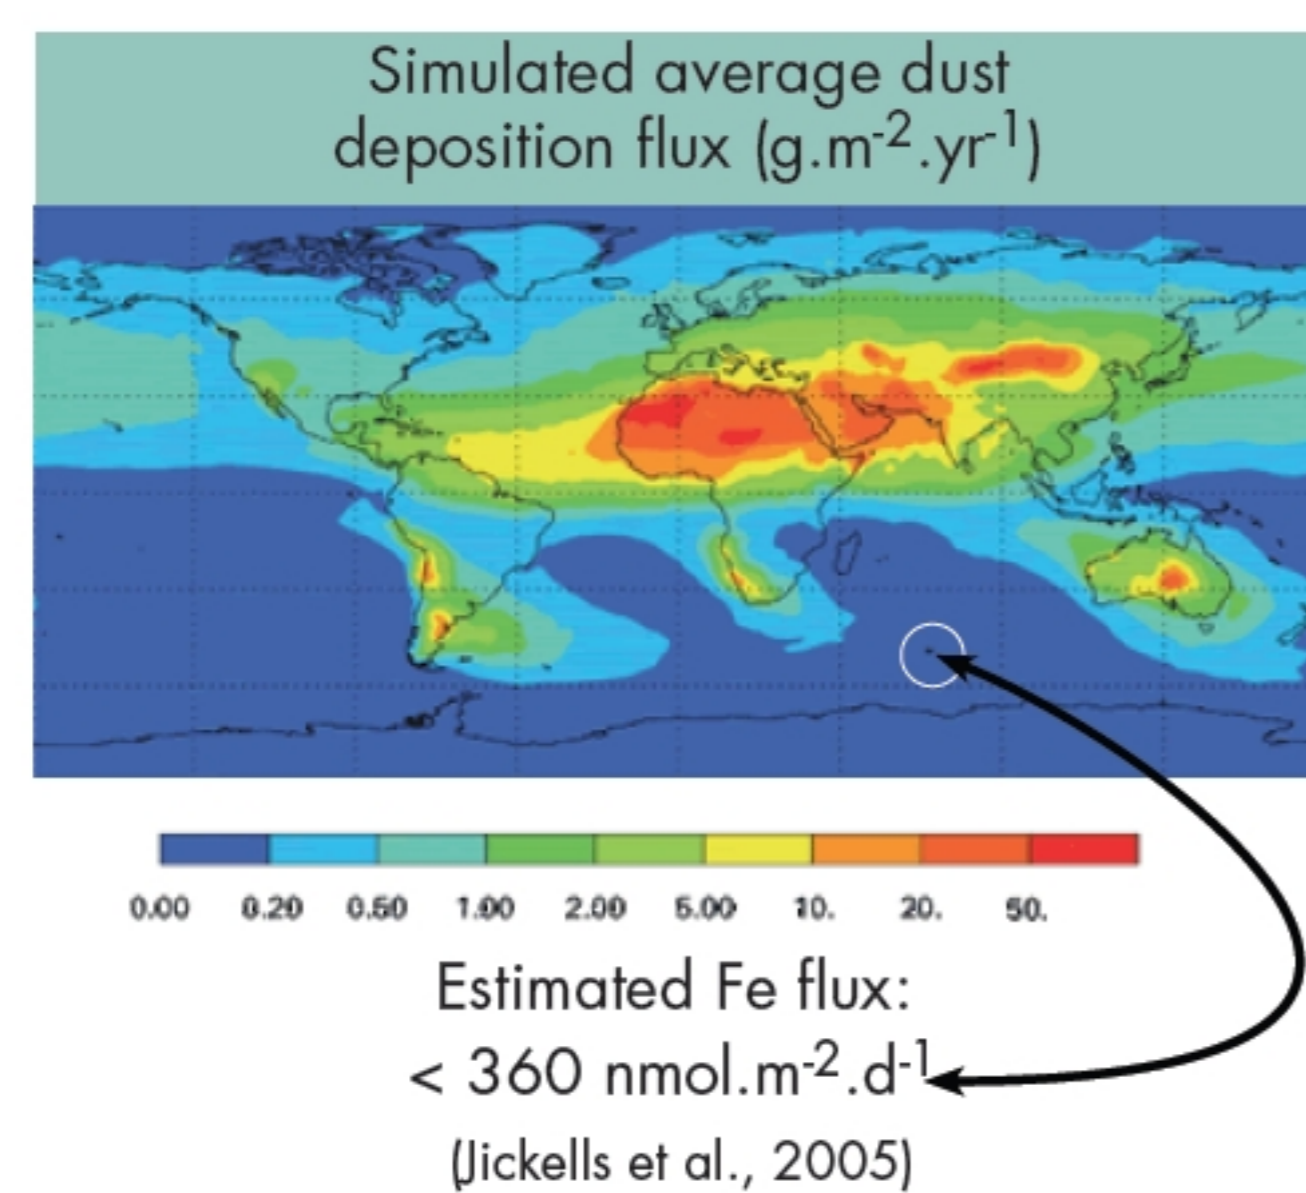 Simulated average dust
deposition flux (g.m⁻².yr⁻¹)
0.00 0.20 0.50 1.00 2.00 5.00 10. 20. 50.
Estimated Fe flux:
< 360 nmol.m⁻².d⁻¹
(Jickells et al., 2005)